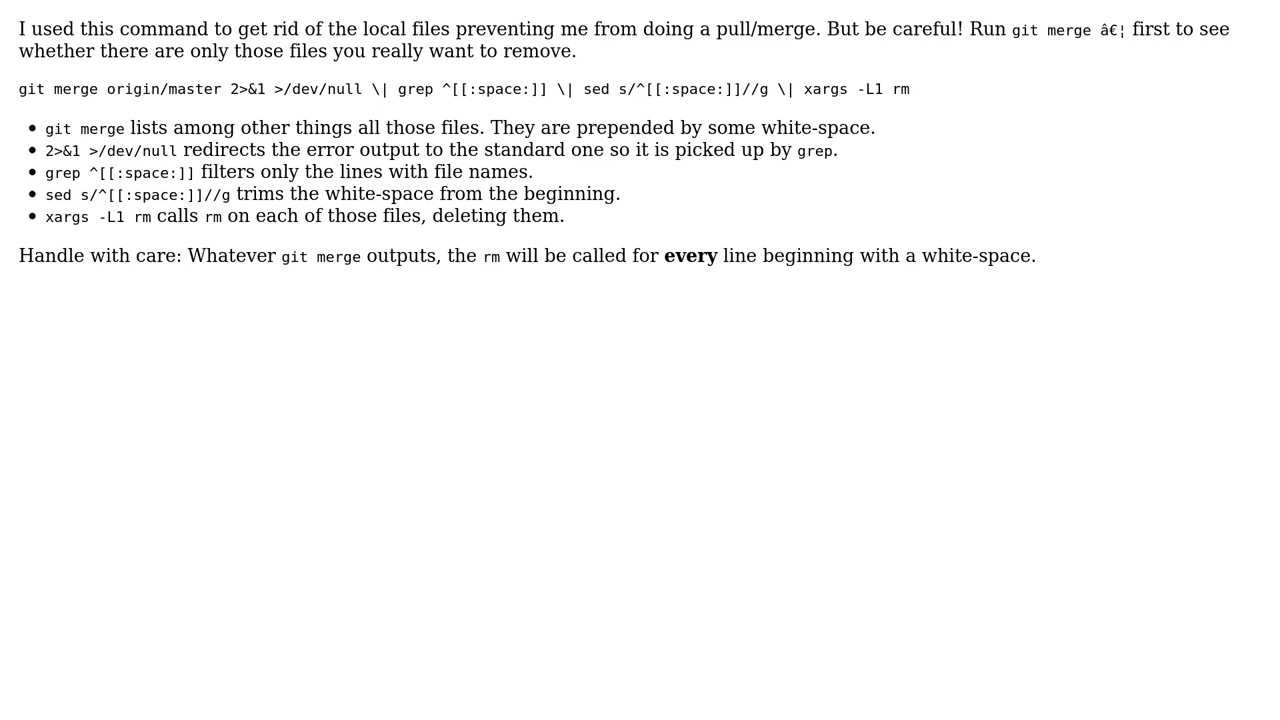 I used this command to get rid of the local files preventing me from doing a pull/merge. But be careful! Run git merge â€¦ first to see
whether there are only those files you really want to remove.
git merge origin/master 2>&1 >/dev/null \| grep ^[[:space:]] \| sed s/^[[:space:]]//g \| xargs -L1 rm
• git merge lists among other things all those files. They are prepended by some white-space.
• 2>&1 >/dev/null redirects the error output to the standard one so it is picked up by grep.
• grep ^[[:space:]] filters only the lines with file names.
• sed s/^[[:space:]]//g trims the white-space from the beginning.
• xargs -L1 rm calls rm on each of those files, deleting them.
Handle with care: Whatever git merge outputs, the rm will be called for every line beginning with a white-space.